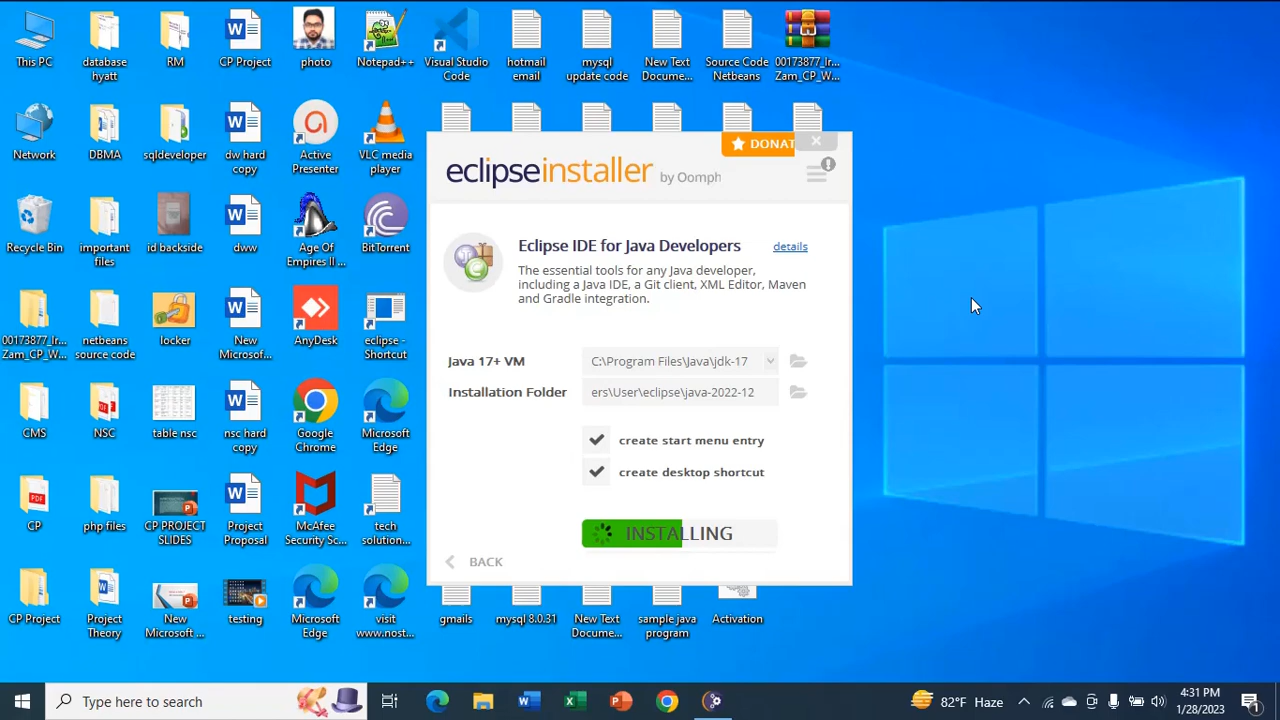 This PC
database
hyatt
RM
CP Project
photo
Notepad++
Visual Studio
Code
hotmail
email
mysql
update code
New Text
Docume...
Source Code
Netbeans
00173877_Ir...
Zam_CP_W...
Network
DBMA
sqldeveloper
dw hard
copy
Active
Presenter
VLC media
player
Recycle Bin
important
files
id backside
dww
Age Of
Empires II ...
BitTorrent
00173877_Ir...
Zam_CP_W...
netbeans
source code
locker
New
Microsof...
AnyDesk
eclipse -
Shortcut
CMS
NSC
table nsc
nsc hard
copy
Google
Chrome
Microsoft
Edge
CP
php files
CP PROJECT
SLIDES
Project
Proposal
McAfee
Security Sc...
tech
solution...
CP Project
Project
Theory
New
Microsoft ...
testing
Microsoft
Edge
visit
www.nost...
gmails
mysql 8.0.31
New Text
Docume...
sample java
program
Activation
DONAT
eclipseinstaller by Oomph
Eclipse IDE for Java Developers details
The essential tools for any Java developer,
including a Java IDE, a Git client, XML Editor, Maven
and Gradle integration.
Java 17+ VM C:\Program Files\Java\jdk-17
Installation Folder ers\User\eclipse\java-2022-12
create start menu entry
create desktop shortcut
INSTALLING
BACK
Type here to search
82°F Haze
4:31 PM
1/28/2023
1